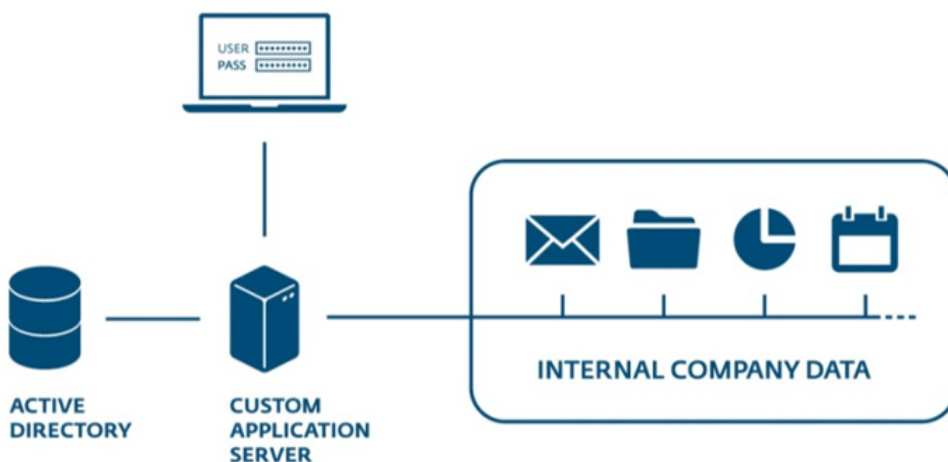 USER *********
PASS *********
ACTIVE
DIRECTORY
CUSTOM
APPLICATION
SERVER
INTERNAL COMPANY DATA